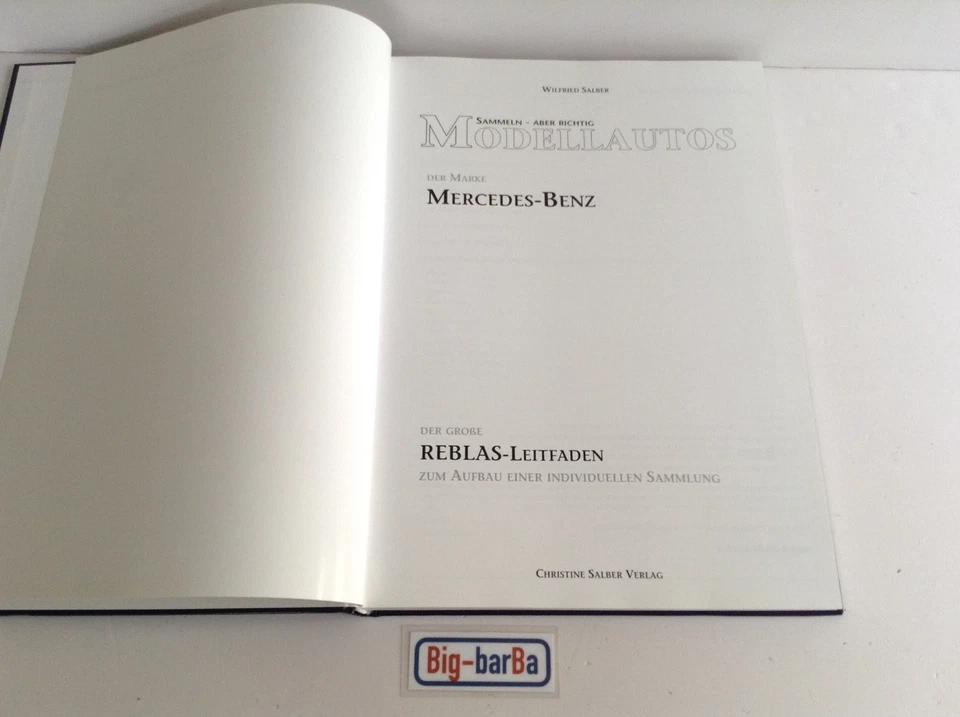 Wilfried Salber
Sammeln - aber richtig
Modellautos
der Marke
Mercedes-Benz
der große
REBLAS-Leitfaden
zum Aufbau einer individuellen Sammlung
Christine Salber Verlag
Big-barBa